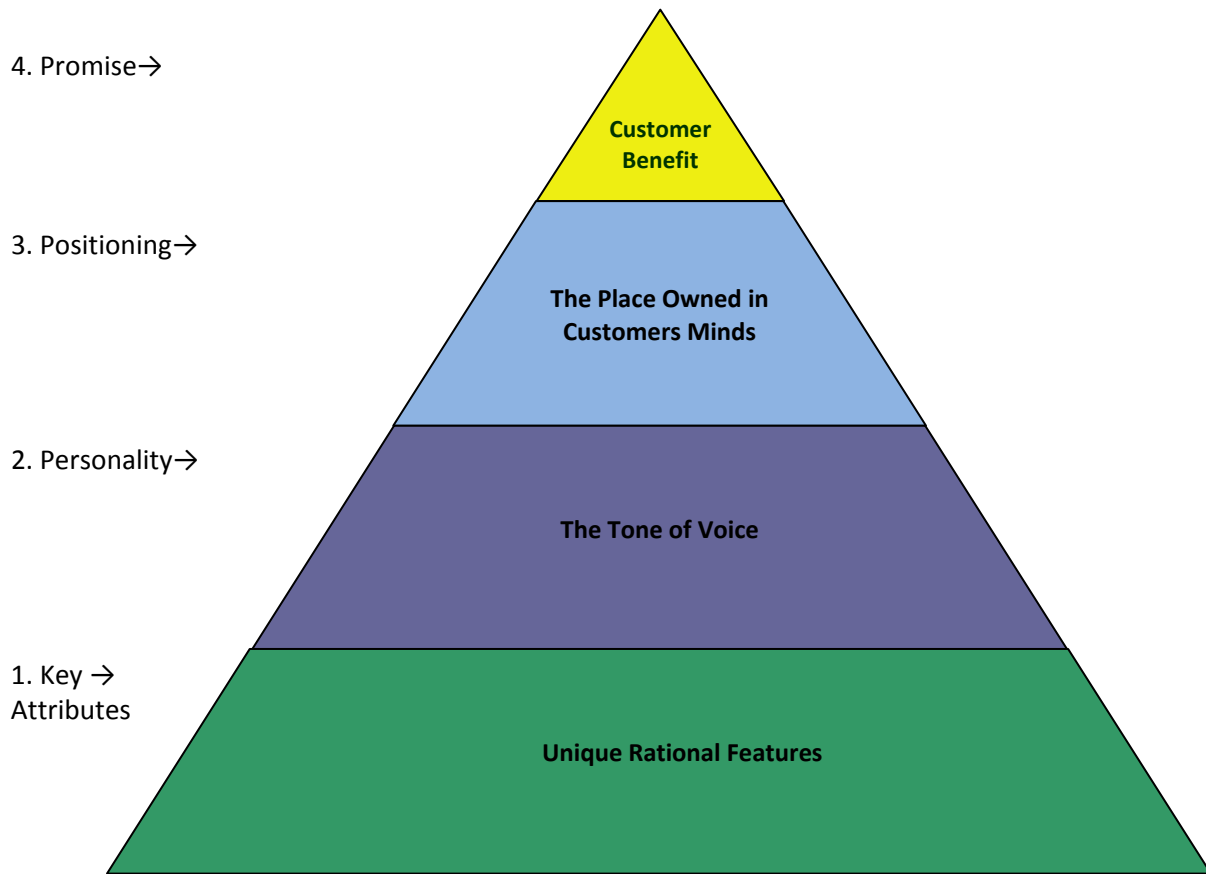 4. Promise→
Customer
Benefit
3. Positioning→
The Place Owned in
Customers Minds
2. Personality→
The Tone of Voice
1. Key →
Attributes
Unique Rational Features